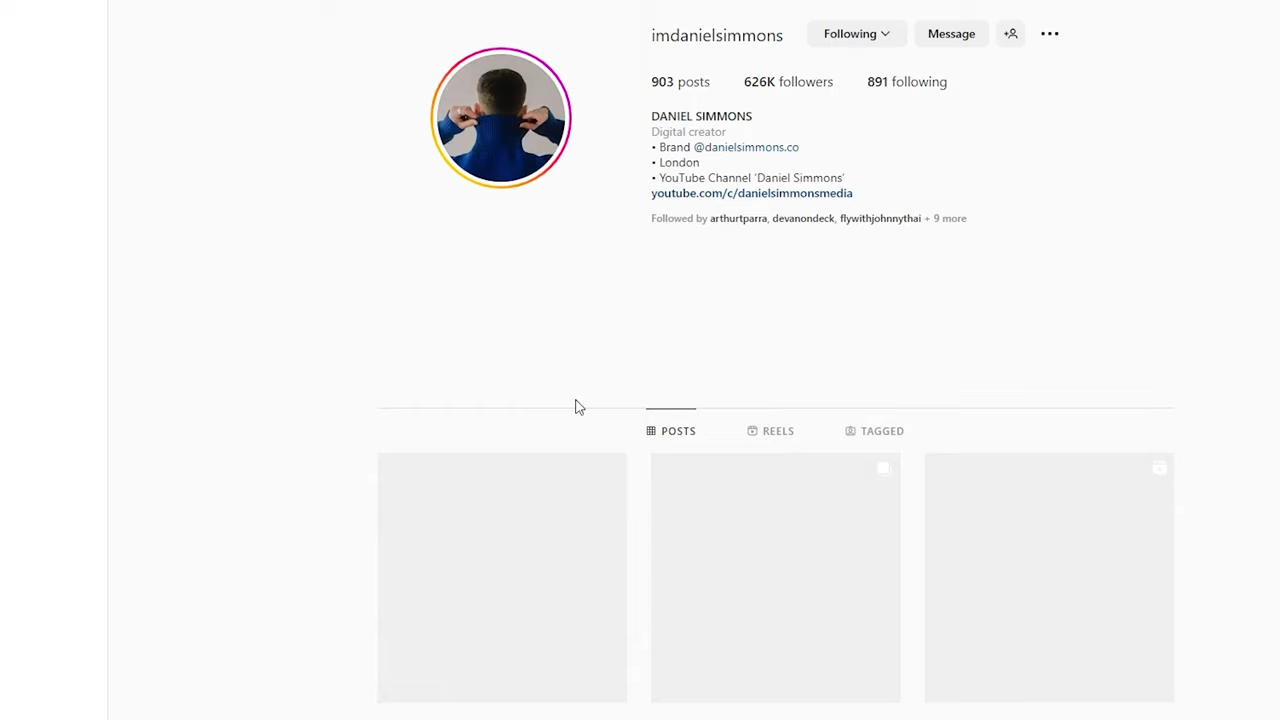 imdanielsimmons Following Message
903 posts 626K followers 891 following
DANIEL SIMMONS
Digital creator
• Brand @danielsimmons.co
• London
• YouTube Channel ‘Daniel Simmons’
youtube.com/c/danielsimmonsmedia
Followed by arthurtparra, devanondeck, flywithjohnnythai + 9 more
POSTS REELS TAGGED